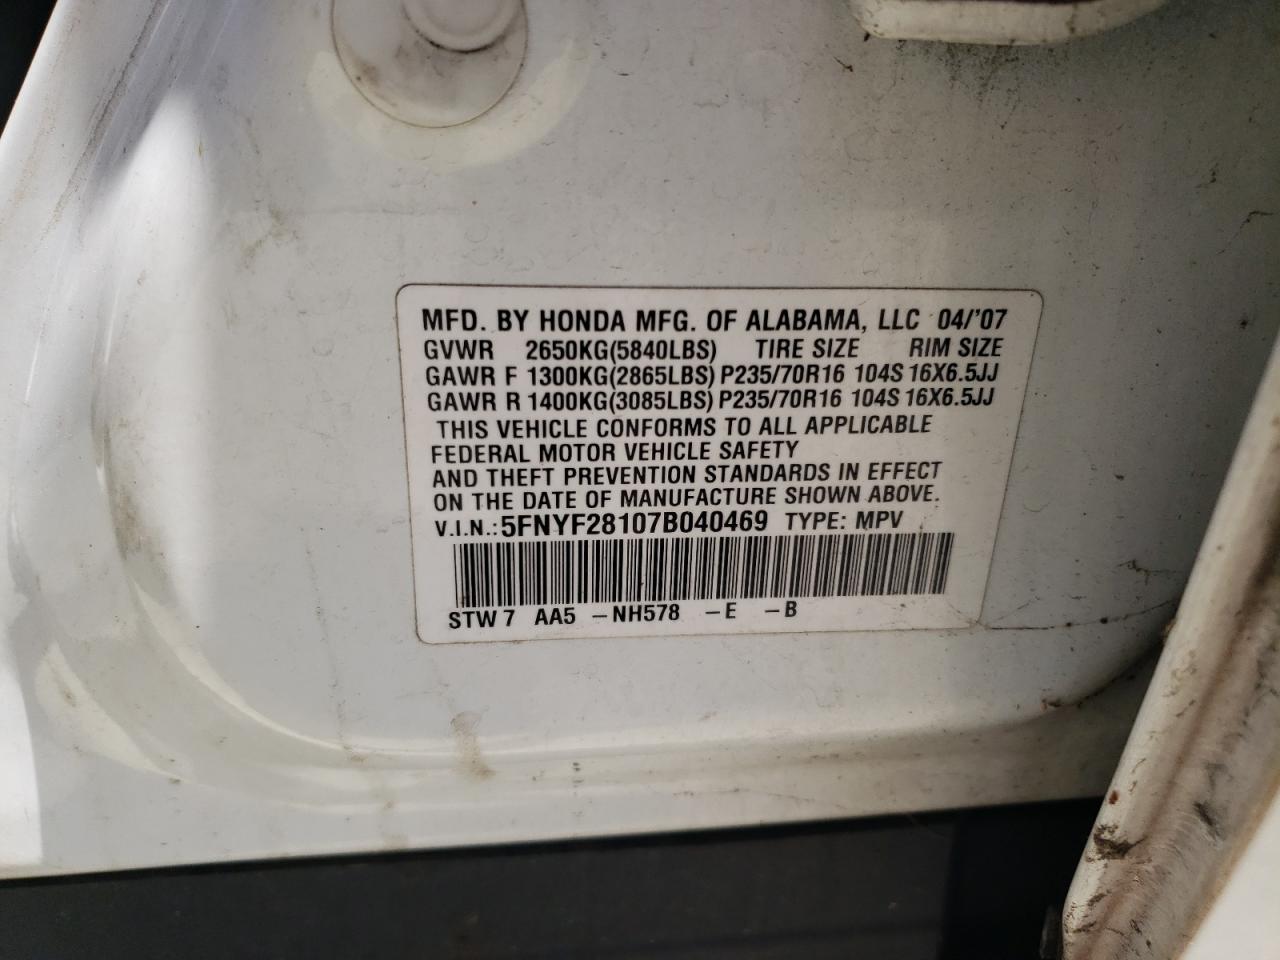 MFD. BY HONDA MFG. OF ALABAMA, LLC 04/'07
GVWR 2650KG(5840LBS) TIRE SIZE RIM SIZE
GAWR F 1300KG(2865LBS) P235/70R16 104S 16X6.5JJ
GAWR R 1400KG(3085LBS) P235/70R16 104S 16X6.5JJ
THIS VEHICLE CONFORMS TO ALL APPLICABLE
FEDERAL MOTOR VEHICLE SAFETY
AND THEFT PREVENTION STANDARDS IN EFFECT
ON THE DATE OF MANUFACTURE SHOWN ABOVE.
V.I.N.: 5FNYF28107B040469 TYPE: MPV
STW 7 AA5 –NH578 –E –B